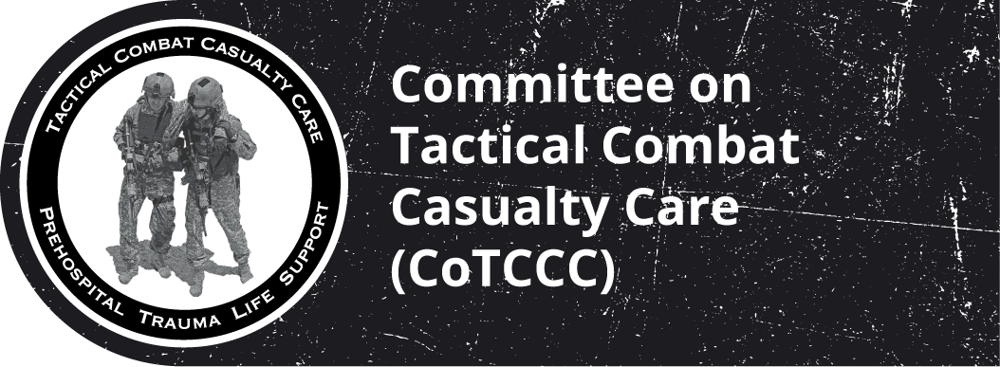 TACTICAL COMBAT CASUALTY CARE
PREHOSPITAL TRAUMA LIFE SUPPORT
Committee on
Tactical Combat
Casualty Care
(CoTCCC)